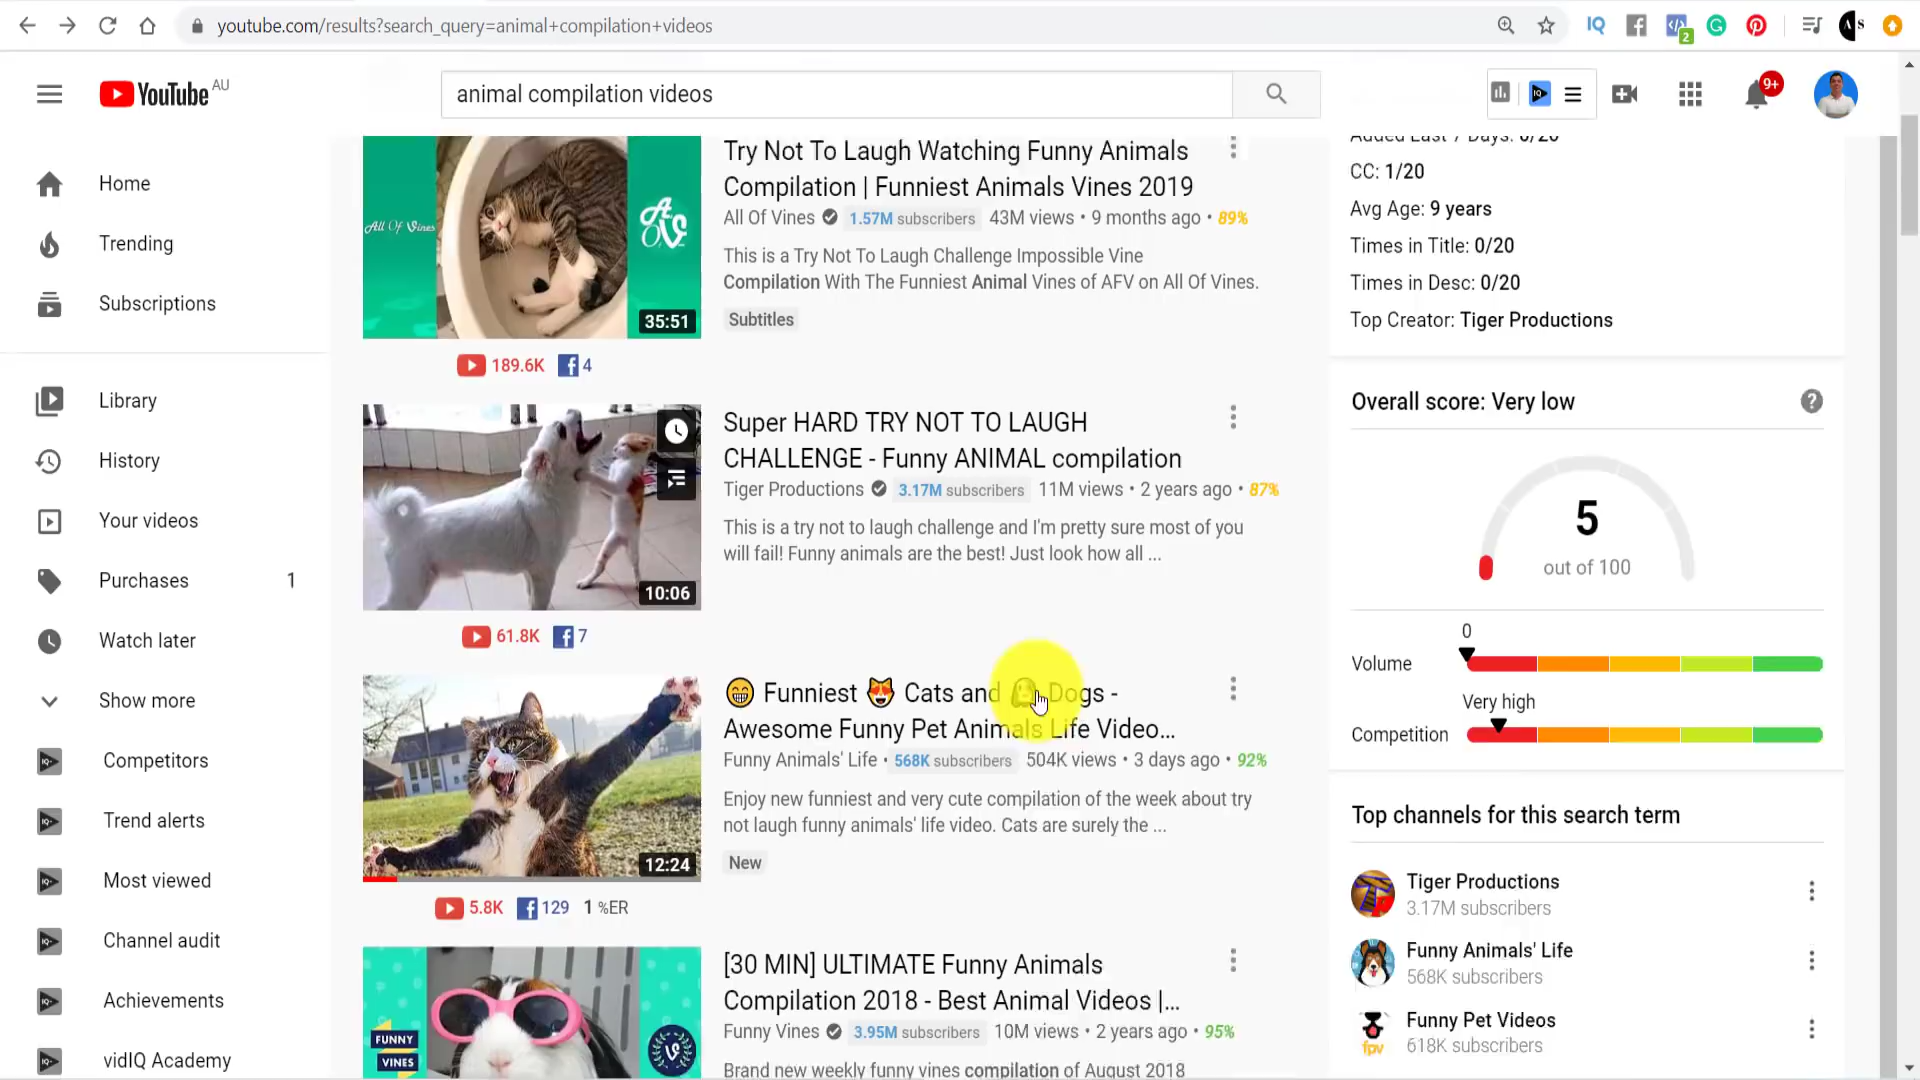 youtube.com/results?search_query=animal+compilation+videos
2
YouTube AU
animal compilation videos
9+
Home
Trending
Subscriptions
Library
History
Your videos
Purchases 1
Watch later
Show more
Competitors
Trend alerts
Most viewed
Channel audit
Achievements
vidIQ Academy
All Of Vines
35:51
189.6K 4
Try Not To Laugh Watching Funny Animals
Compilation | Funniest Animals Vines 2019
All Of Vines 1.57M subscribers 43M views • 9 months ago • 89%
This is a Try Not To Laugh Challenge Impossible Vine
Compilation With The Funniest Animal Vines of AFV on All Of Vines.
Subtitles
10:06
61.8K 7
Super HARD TRY NOT TO LAUGH
CHALLENGE - Funny ANIMAL compilation
Tiger Productions 3.17M subscribers 11M views • 2 years ago • 87%
This is a try not to laugh challenge and I'm pretty sure most of you
will fail! Funny animals are the best! Just look how all ...
12:24
5.8K 129 1 %ER
😁 Funniest 😻 Cats and 🐶 Dogs -
Awesome Funny Pet Animals Life Video...
Funny Animals' Life • 568K subscribers 504K views • 3 days ago • 92%
Enjoy new funniest and very cute compilation of the week about try
not laugh funny animals' life video. Cats are surely the ...
New
FUNNY
VINES
[30 MIN] ULTIMATE Funny Animals
Compilation 2018 - Best Animal Videos |...
Funny Vines 3.95M subscribers 10M views • 2 years ago • 95%
Brand new weekly funny vines compilation of August 2018
Added Last 7 Days: 0/20
CC: 1/20
Avg Age: 9 years
Times in Title: 0/20
Times in Desc: 0/20
Top Creator: Tiger Productions
Overall score: Very low
5
out of 100
0
Volume
Very high
Competition
Top channels for this search term
Tiger Productions
3.17M subscribers
Funny Animals' Life
568K subscribers
Funny Pet Videos
618K subscribers
fpv